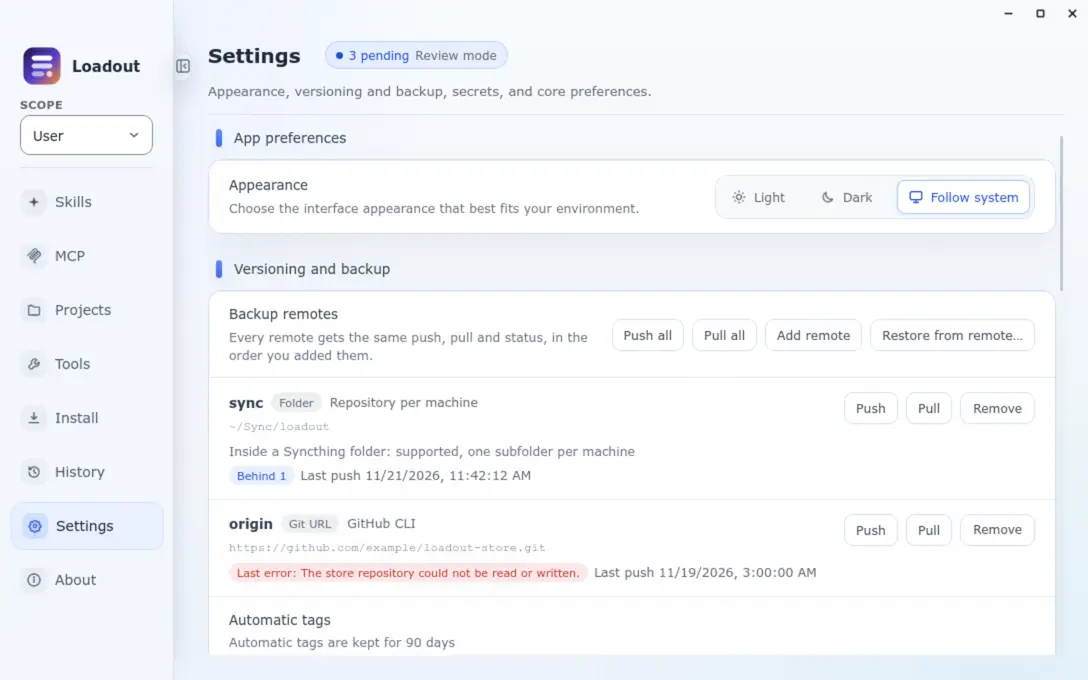 Loadout
SCOPE
User
Skills
MCP
Projects
Tools
Install
History
Settings
About
Settings
3 pending Review mode
Appearance, versioning and backup, secrets, and core preferences.
App preferences
Appearance
Choose the interface appearance that best fits your environment.
Light
Dark
Follow system
Versioning and backup
Backup remotes
Every remote gets the same push, pull and status, in the
order you added them.
Push all
Pull all
Add remote
Restore from remote...
sync Folder Repository per machine
~/Sync/loadout
Inside a Syncthing folder: supported, one subfolder per machine
Behind 1 Last push 11/21/2026, 11:42:12 AM
Push
Pull
Remove
origin Git URL GitHub CLI
https://github.com/example/loadout-store.git
Last error: The store repository could not be read or written. Last push 11/19/2026, 3:00:00 AM
Push
Pull
Remove
Automatic tags
Automatic tags are kept for 90 days